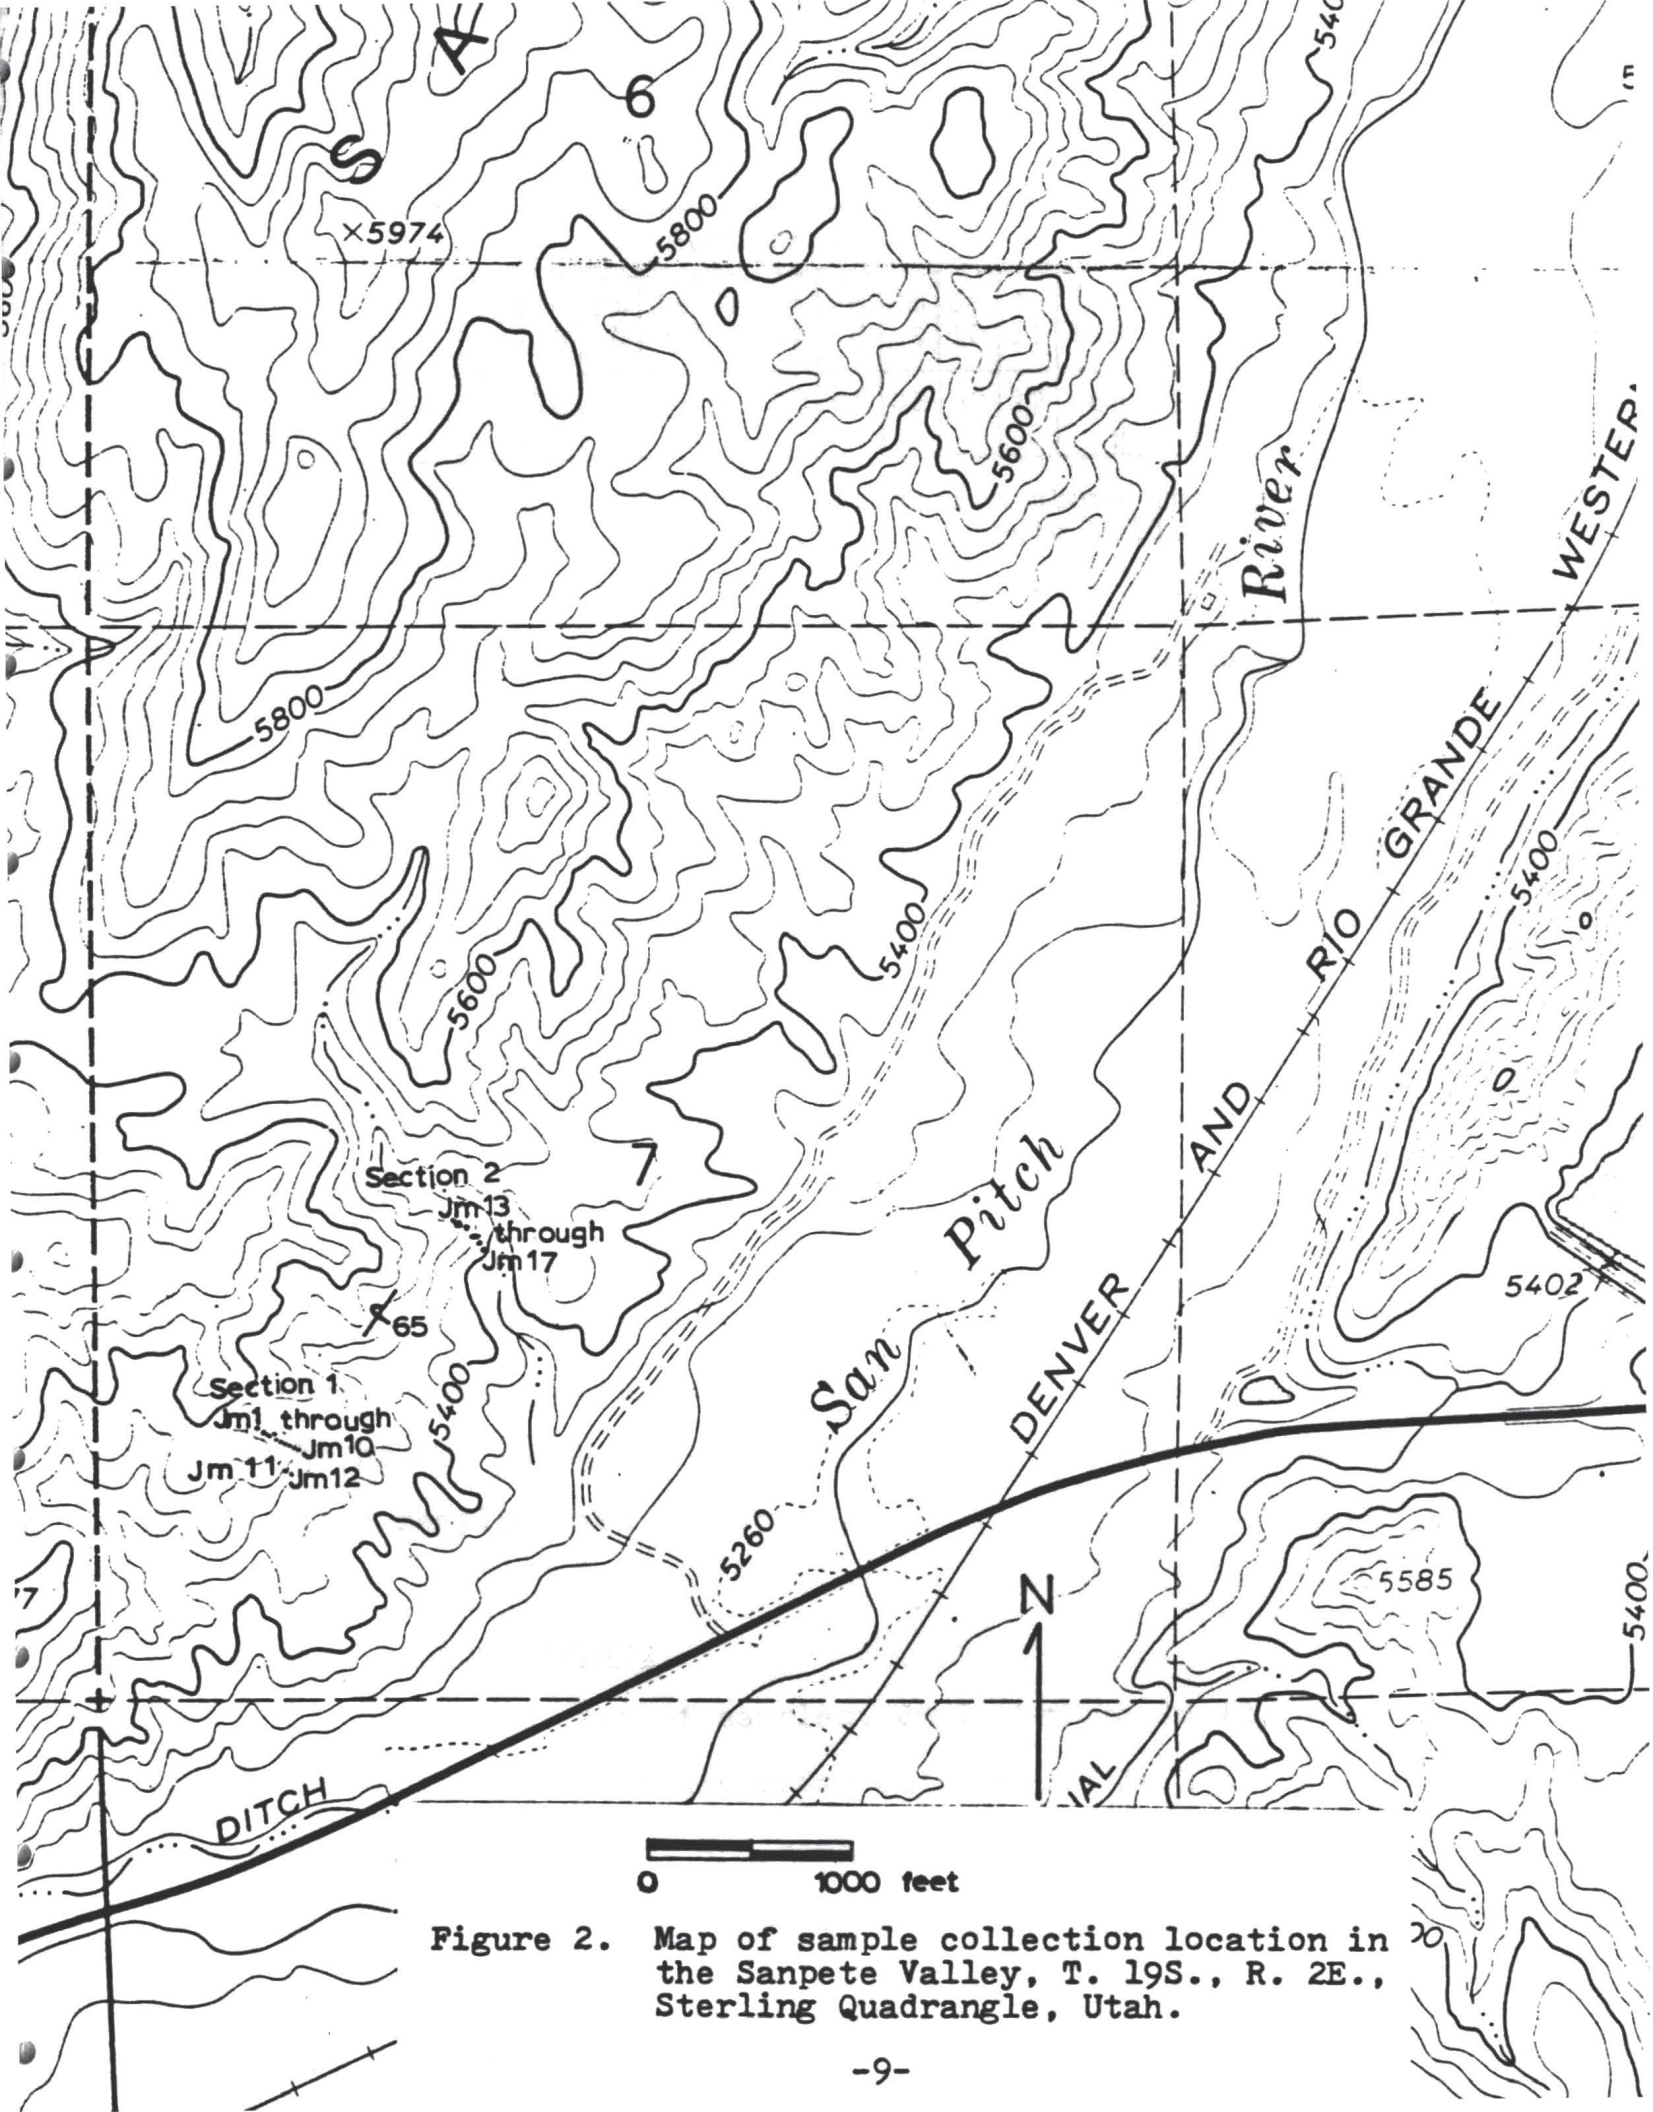 540
A
6
S
×5974
5800
5600
River
WESTER
5800
GRANDE
5400
5400
RIO
5600
AND
7
Pitch
Section 2
Jm13
through
Jm17
5402
DENVER
65
San
Section 1
5400
Jm1 through
Jm10
Jm 11
Jm12
5260
N
5585
5400
7
IAL
DITCH
0 1000 feet
Figure 2. Map of sample collection location in
the Sanpete Valley, T. 19S., R. 2E.,
Sterling Quadrangle, Utah.
-9-